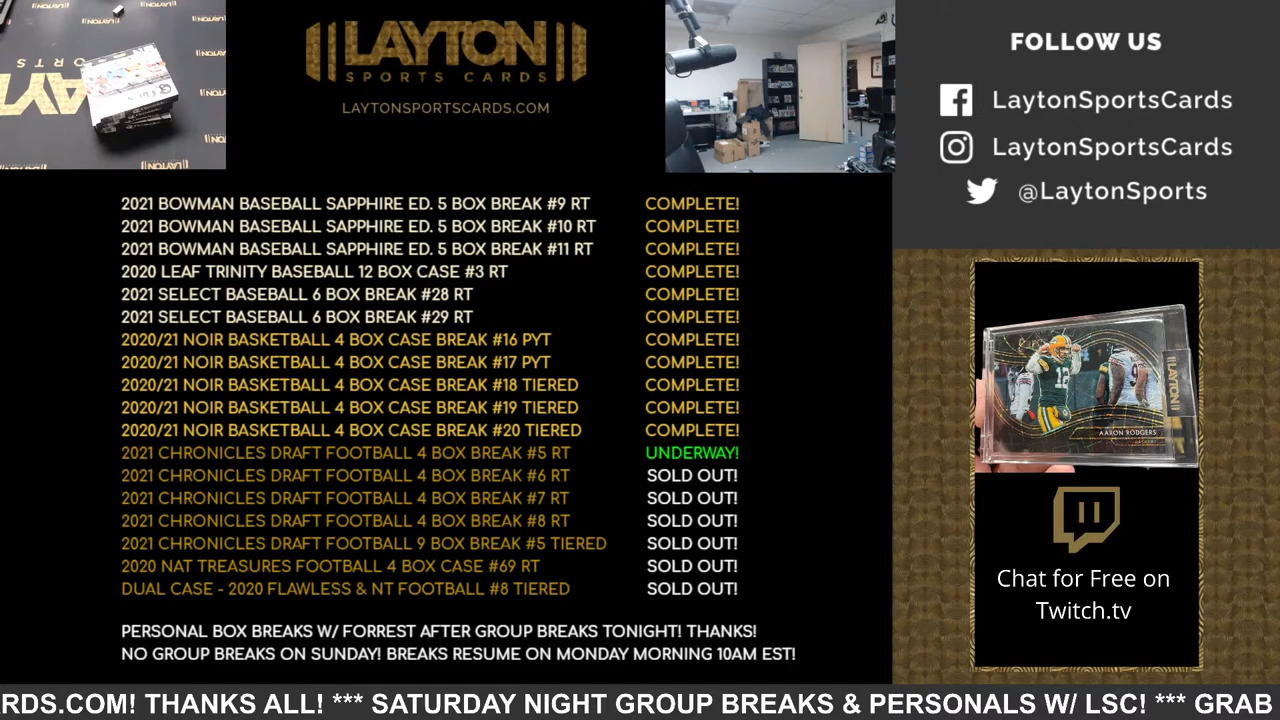 LAYTON
SPORTS CARDS
LAYTONSPORTSCARDS.COM
FOLLOW US
LaytonSportsCards
LaytonSportsCards
@LaytonSports
2021 BOWMAN BASEBALL SAPPHIRE ED. 5 BOX BREAK #9 RT COMPLETE!
2021 BOWMAN BASEBALL SAPPHIRE ED. 5 BOX BREAK #10 RT COMPLETE!
2021 BOWMAN BASEBALL SAPPHIRE ED. 5 BOX BREAK #11 RT COMPLETE!
2020 LEAF TRINITY BASEBALL 12 BOX CASE #3 RT COMPLETE!
2021 SELECT BASEBALL 6 BOX BREAK #28 RT COMPLETE!
2021 SELECT BASEBALL 6 BOX BREAK #29 RT COMPLETE!
2020/21 NOIR BASKETBALL 4 BOX CASE BREAK #16 PYT COMPLETE!
2020/21 NOIR BASKETBALL 4 BOX CASE BREAK #17 PYT COMPLETE!
2020/21 NOIR BASKETBALL 4 BOX CASE BREAK #18 TIERED COMPLETE!
2020/21 NOIR BASKETBALL 4 BOX CASE BREAK #19 TIERED COMPLETE!
2020/21 NOIR BASKETBALL 4 BOX CASE BREAK #20 TIERED COMPLETE!
2021 CHRONICLES DRAFT FOOTBALL 4 BOX BREAK #5 RT UNDERWAY!
2021 CHRONICLES DRAFT FOOTBALL 4 BOX BREAK #6 RT SOLD OUT!
2021 CHRONICLES DRAFT FOOTBALL 4 BOX BREAK #7 RT SOLD OUT!
2021 CHRONICLES DRAFT FOOTBALL 4 BOX BREAK #8 RT SOLD OUT!
2021 CHRONICLES DRAFT FOOTBALL 9 BOX BREAK #5 TIERED SOLD OUT!
2020 NAT TREASURES FOOTBALL 4 BOX CASE #69 RT SOLD OUT!
DUAL CASE - 2020 FLAWLESS & NT FOOTBALL #8 TIERED SOLD OUT!
PERSONAL BOX BREAKS W/ FORREST AFTER GROUP BREAKS TONIGHT! THANKS!
NO GROUP BREAKS ON SUNDAY! BREAKS RESUME ON MONDAY MORNING 10AM EST!
AARON RODGERS
LAYTON
Chat for Free on
Twitch.tv
RDS.COM! THANKS ALL! *** SATURDAY NIGHT GROUP BREAKS & PERSONALS W/ LSC! *** GRAB